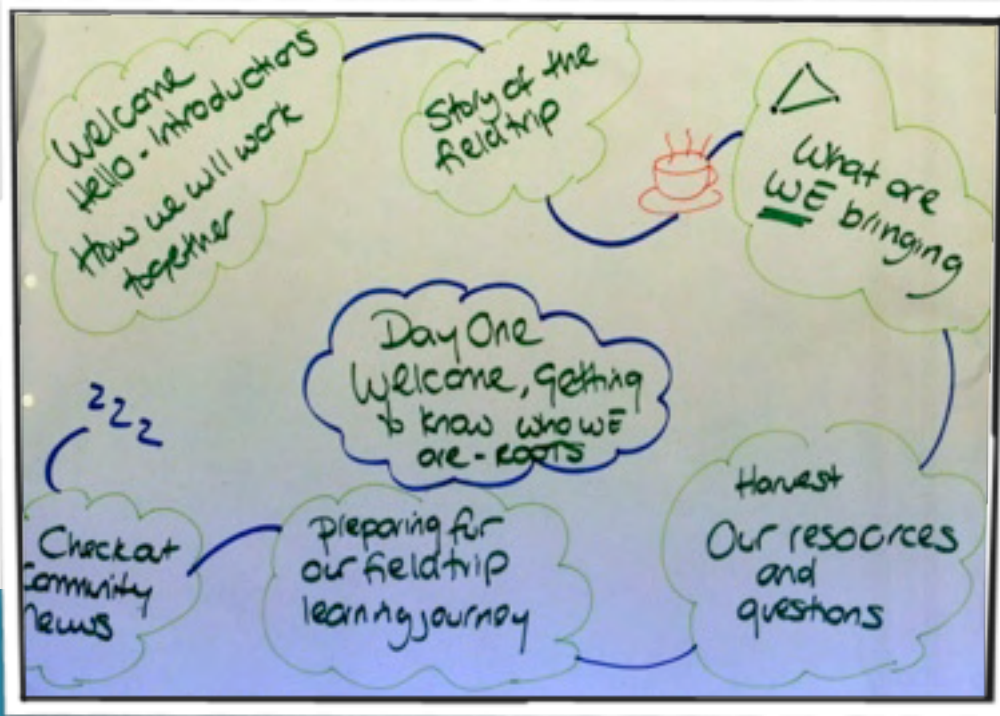 Welcome
Hello - Introductions
How we will work
together
Story of the
fieldtrip
What are
WE bringing
Day One
Welcome, getting
to know who WE
are - ROOTS
Harvest
Our resources
and
questions
Preparing for
our fieldtrip
learning journey
Checkout
Community
News
zzz